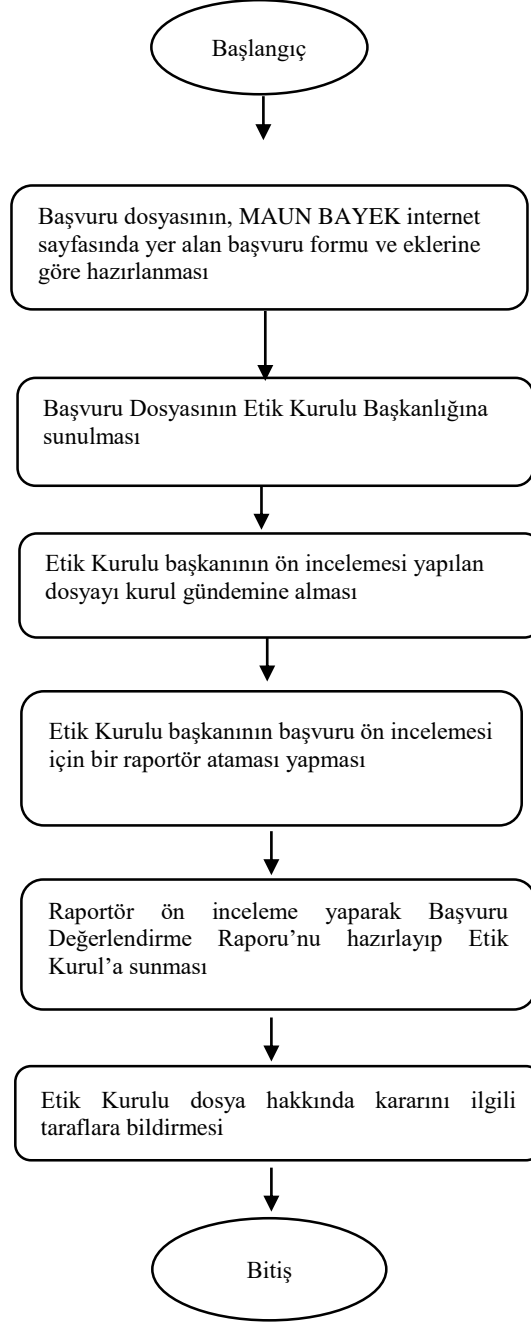 Başlangıç
Başvuru dosyasının, MAUN BAYEK internet
sayfasında yer alan başvuru formu ve eklerine
göre hazırlanması
Başvuru Dosyasının Etik Kurulu Başkanlığına
sunulması
Etik Kurulu başkanının ön incelemesi yapılan
dosyayı kurul gündemine alması
Etik Kurulu başkanının başvuru ön incelemesi
için bir raportör ataması yapması
Raportör ön inceleme yaparak Başvuru
Değerlendirme Raporu’nu hazırlayıp Etik
Kurul’a sunması
Etik Kurulu dosya hakkında kararını ilgili
taraflara bildirmesi
Bitiş